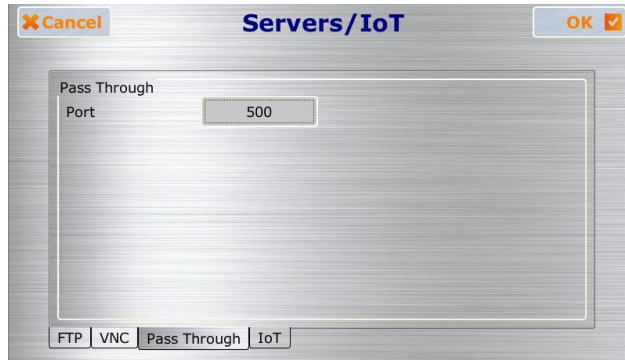 Cancel
Servers/IoT
OK
Pass Through
Port
500
FTP
VNC
Pass Through
IoT